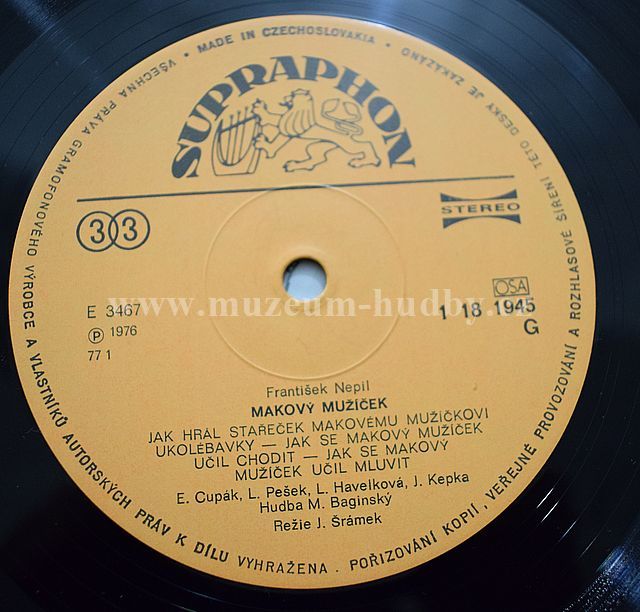 VŠECHNA PRÁVA GRAMOFONOVÉHO VÝROBCE A VLASTNÍKŮ AUTORSKÝCH PRÁV K DÍLU VYHRAŽENA. POŘIZOVÁNÍ KOPIÍ, VEŘEJNÉ PROVOZOVÁNÍ A ROZHLASOVÉ ŠÍŘENÍ TÉTO DESKY JE ZAKÁZÁNO
• MADE IN CZECHOSLOVAKIA •
SUPRAPHON
33
STEREO
OSA
www.muzeum-hudby.cz
E 3467
1 18 1945
Ⓟ 1976
G
77 1
František Nepil
MAKOVÝ MUŽÍČEK
JAK HRÁL STAŘEČEK MAKOVÉMU MUŽÍČKOVI
UKOLÉBAVKY — JAK SE MAKOVÝ MUŽÍČEK
UČIL CHODIT — JAK SE MAKOVÝ
MUŽÍČEK UČIL MLUVIT
E. Cupák, L. Pešek, L. Havelková, J. Kepka
Hudba M. Baginský
Režie J. Šrámek